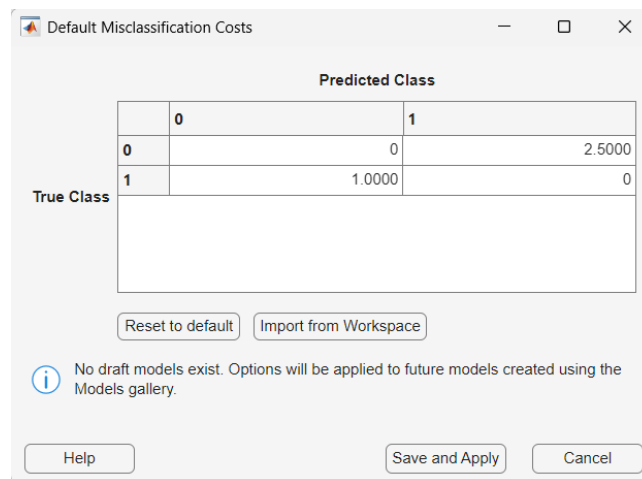 Default Misclassification Costs
Predicted Class
0 1
0 0 2.5000
True Class
1 1.0000 0
Reset to default Import from Workspace
No draft models exist. Options will be applied to future models created using the
Models gallery.
Help Save and Apply Cancel